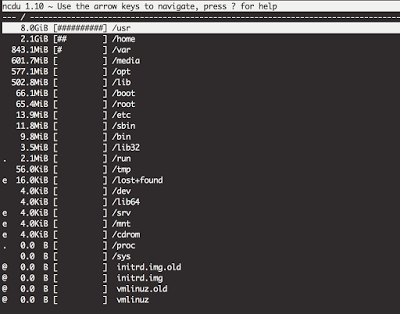 ncdu 1.10 ~ Use the arrow keys to navigate, press ? for help
--- / ---
8.0GiB [##########] /usr
2.1GiB [## ] /home
843.1MiB [# ] /var
601.7MiB [ ] /media
577.1MiB [ ] /opt
502.8MiB [ ] /lib
66.1MiB [ ] /boot
65.4MiB [ ] /root
13.9MiB [ ] /etc
11.8MiB [ ] /sbin
9.8MiB [ ] /bin
3.5MiB [ ] /lib32
. 2.1MiB [ ] /run
56.0KiB [ ] /tmp
e 16.0KiB [ ] /lost+found
4.0KiB [ ] /dev
4.0KiB [ ] /lib64
e 4.0KiB [ ] /srv
e 4.0KiB [ ] /mnt
e 4.0KiB [ ] /cdrom
. 0.0 B [ ] /proc
0.0 B [ ] /sys
@ 0.0 B [ ] initrd.img.old
@ 0.0 B [ ] initrd.img
@ 0.0 B [ ] vmlinuz.old
@ 0.0 B [ ] vmlinuz